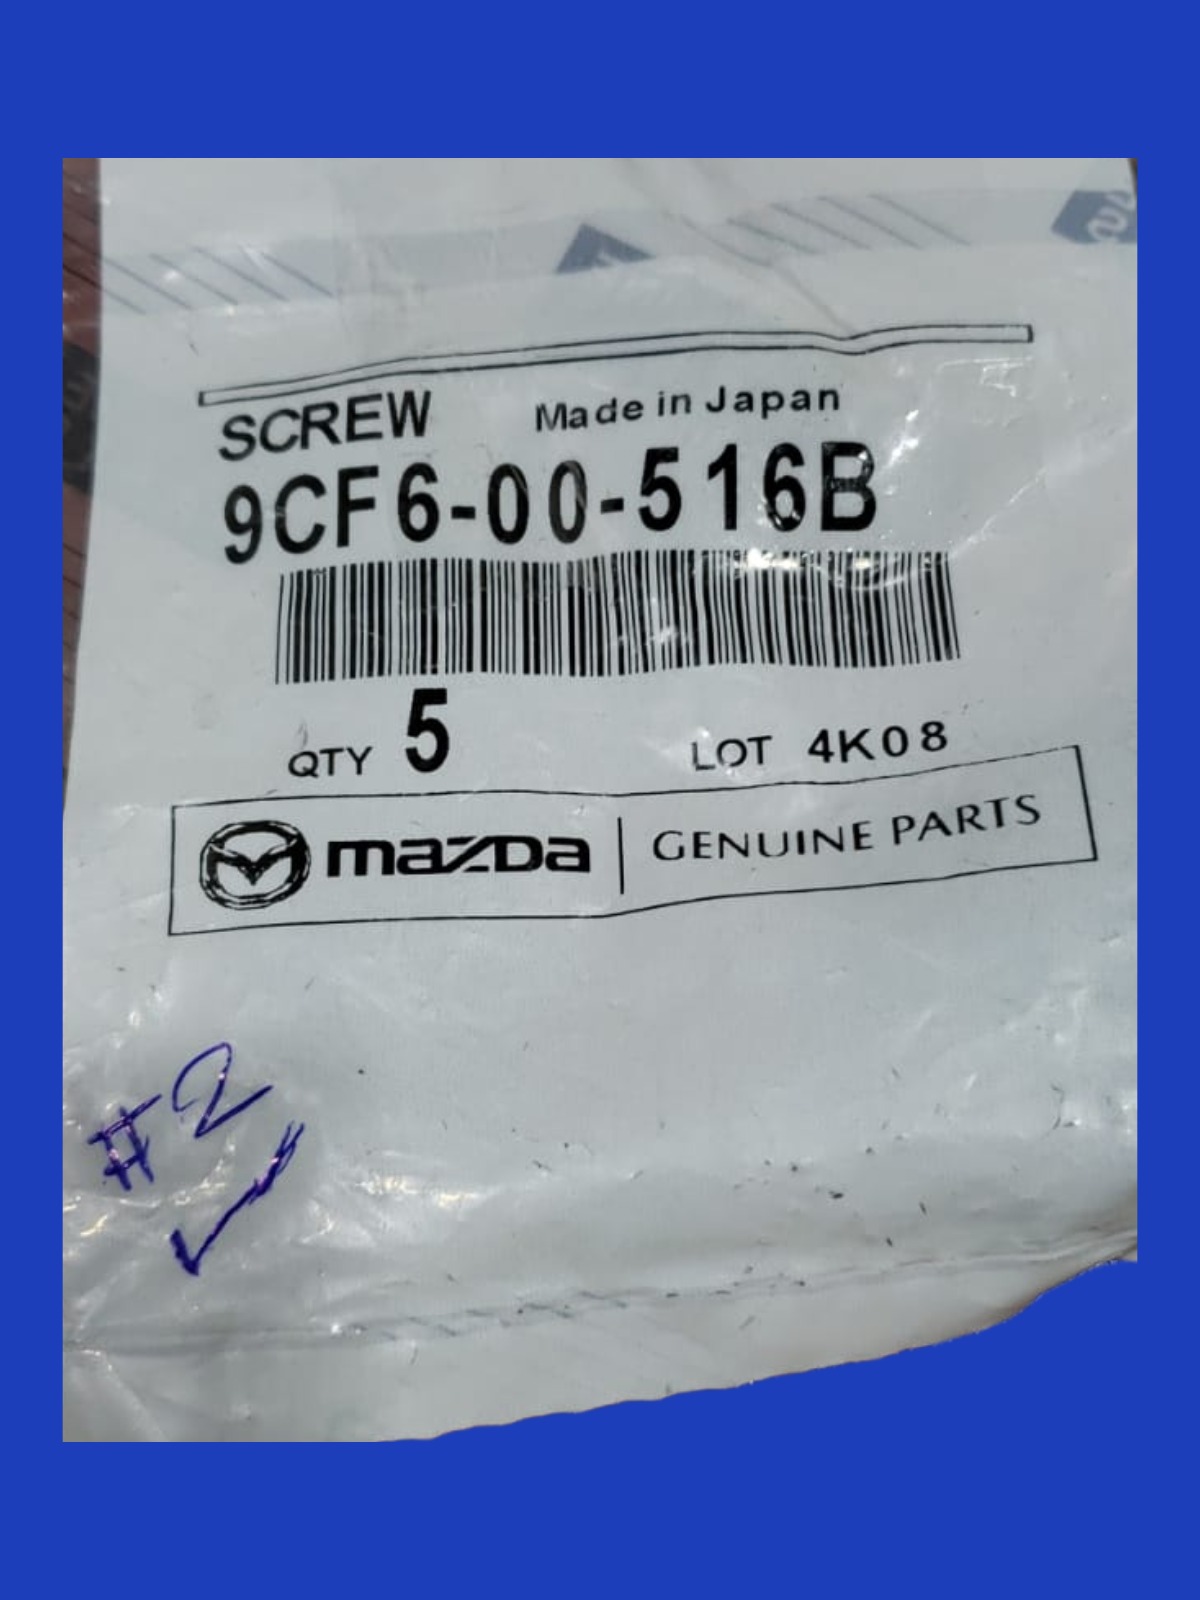 SCREW Made in Japan
9CF6-00-516B
QTY 5 LOT 4K08
mazda GENUINE PARTS
#2